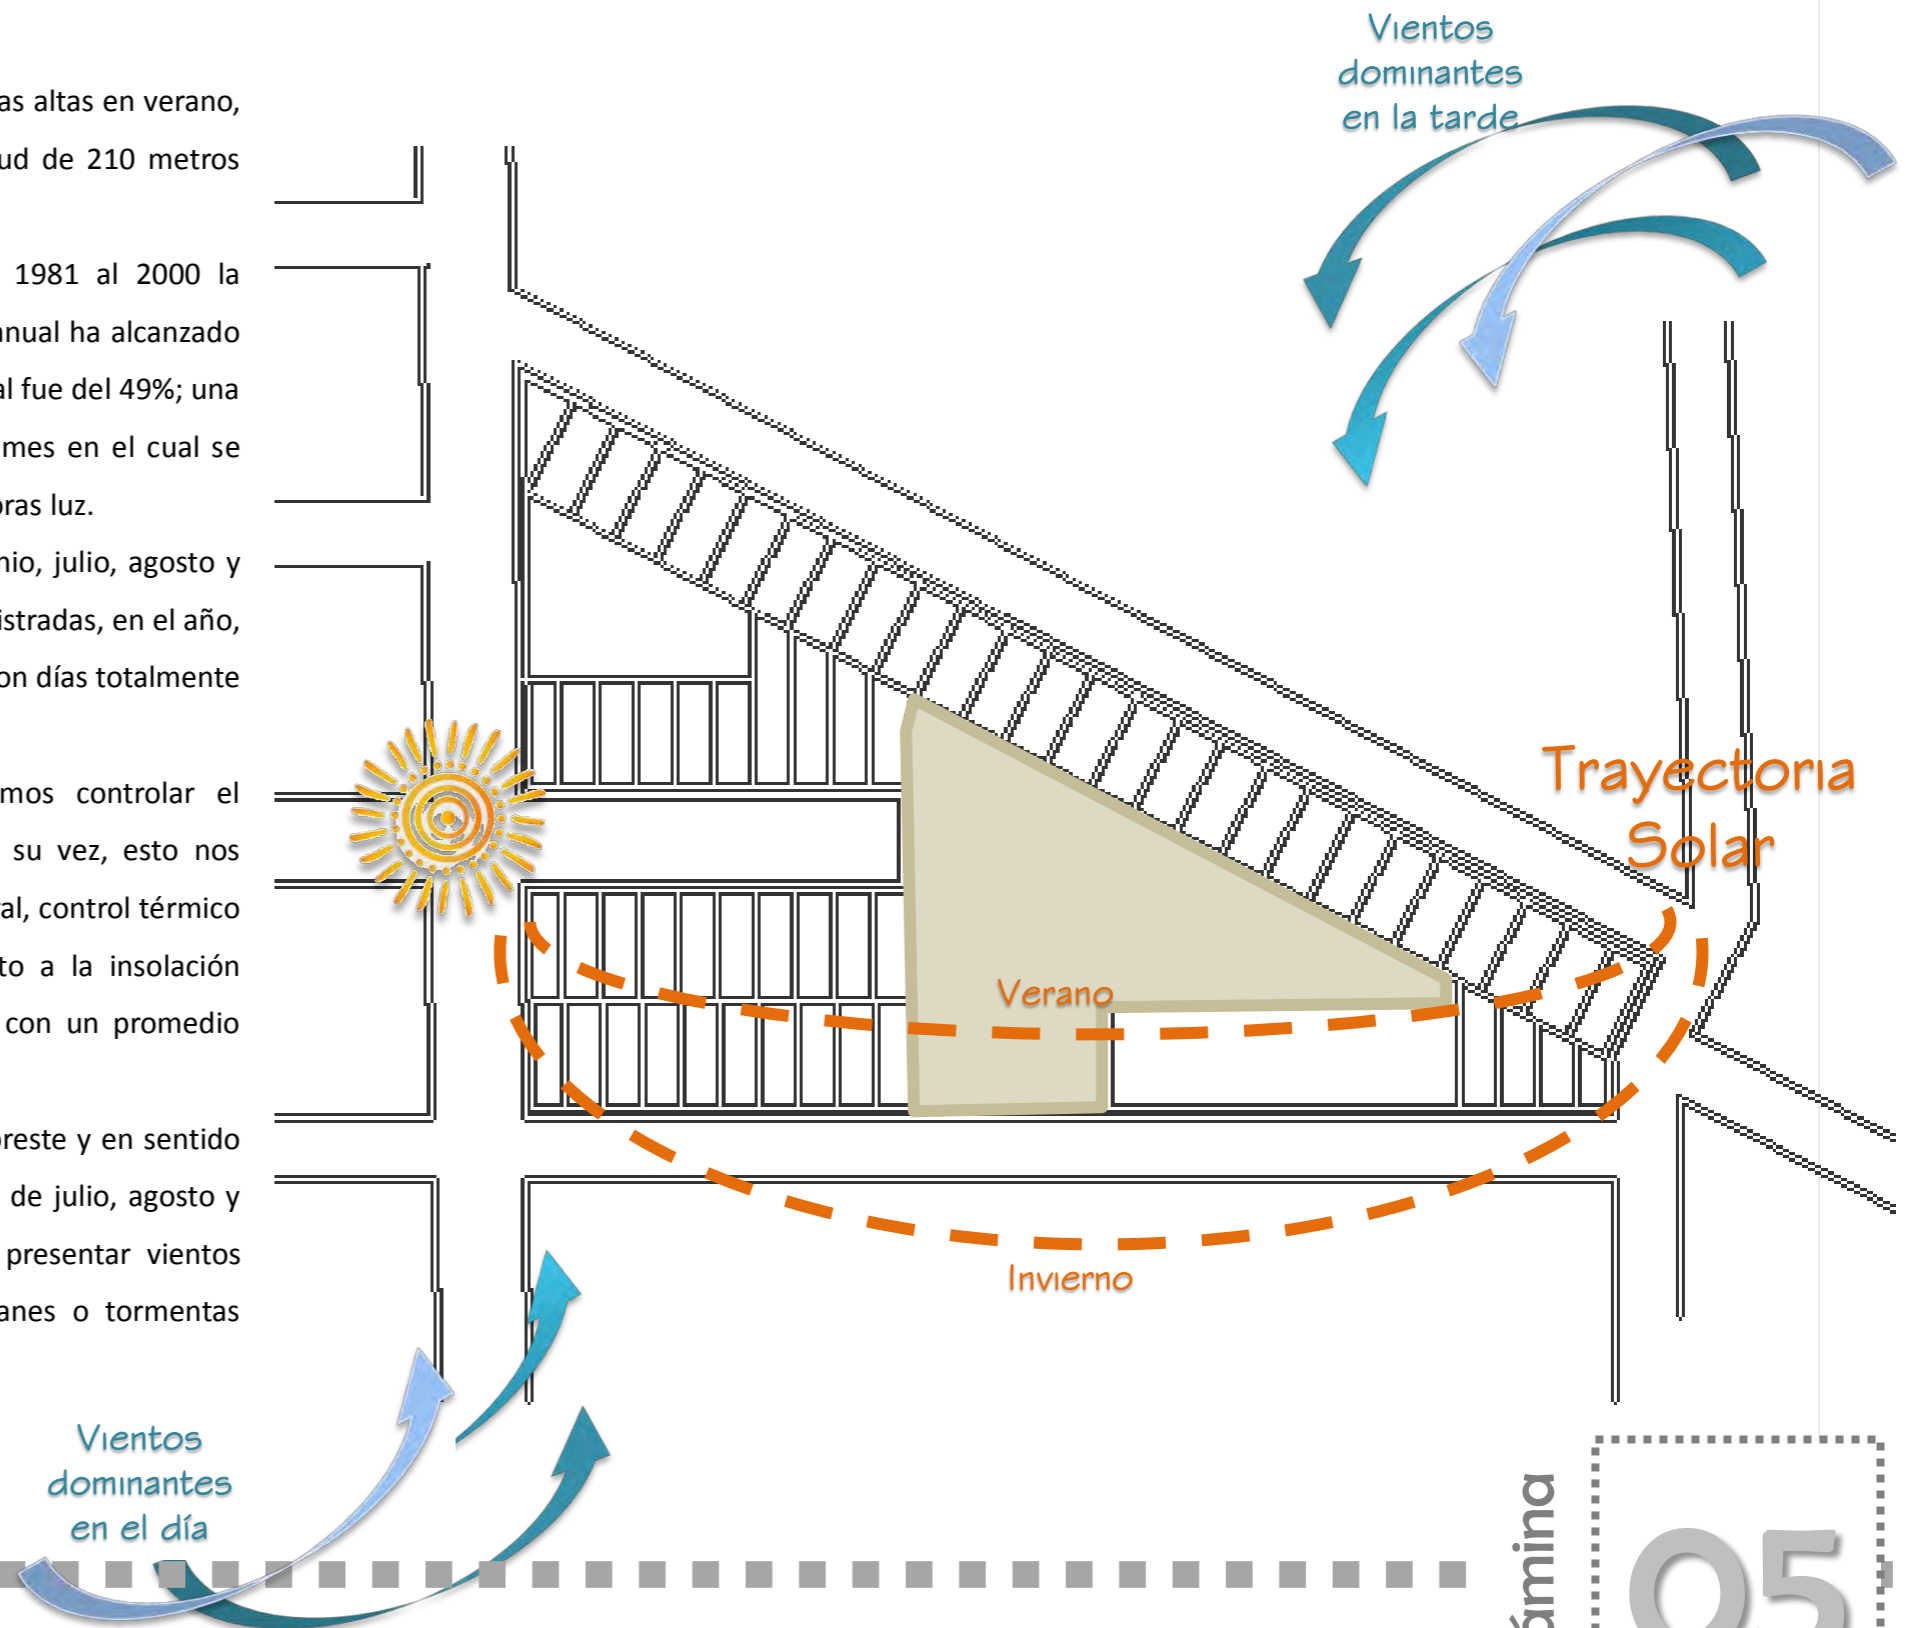 as altas en verano,
ud de 210 metros
1981 al 2000 la
anual ha alcanzado
al fue del 49%; una
mes en el cual se
oras luz.
nio, julio, agosto y
istradas, en el año,
on días totalmente
mos controlar el
su vez, esto nos
ral, control térmico
to a la insolación
con un promedio
oreste y en sentido
de julio, agosto y
presentar vientos
anes o tormentas
Vientos
dominantes
en la tarde
Trayectoria
Solar
Verano
Invierno
Vientos
dominantes
en el día
ámina
05